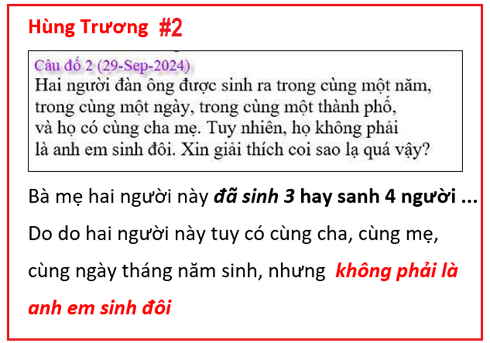 Hùng Trương #2
Câu đố 2 (29-Sep-2024)
Hai người đàn ông được sinh ra trong cùng một năm,
trong cùng một ngày, trong cùng một thành phố,
và họ có cùng cha mẹ. Tuy nhiên, họ không phải
là anh em sinh đôi. Xin giải thích coi sao lạ quá vậy?
Bà mẹ hai người này đã sinh 3 hay sanh 4 người ...
Do do hai người này tuy có cùng cha, cùng mẹ,
cùng ngày tháng năm sinh, nhưng không phải là
anh em sinh đôi